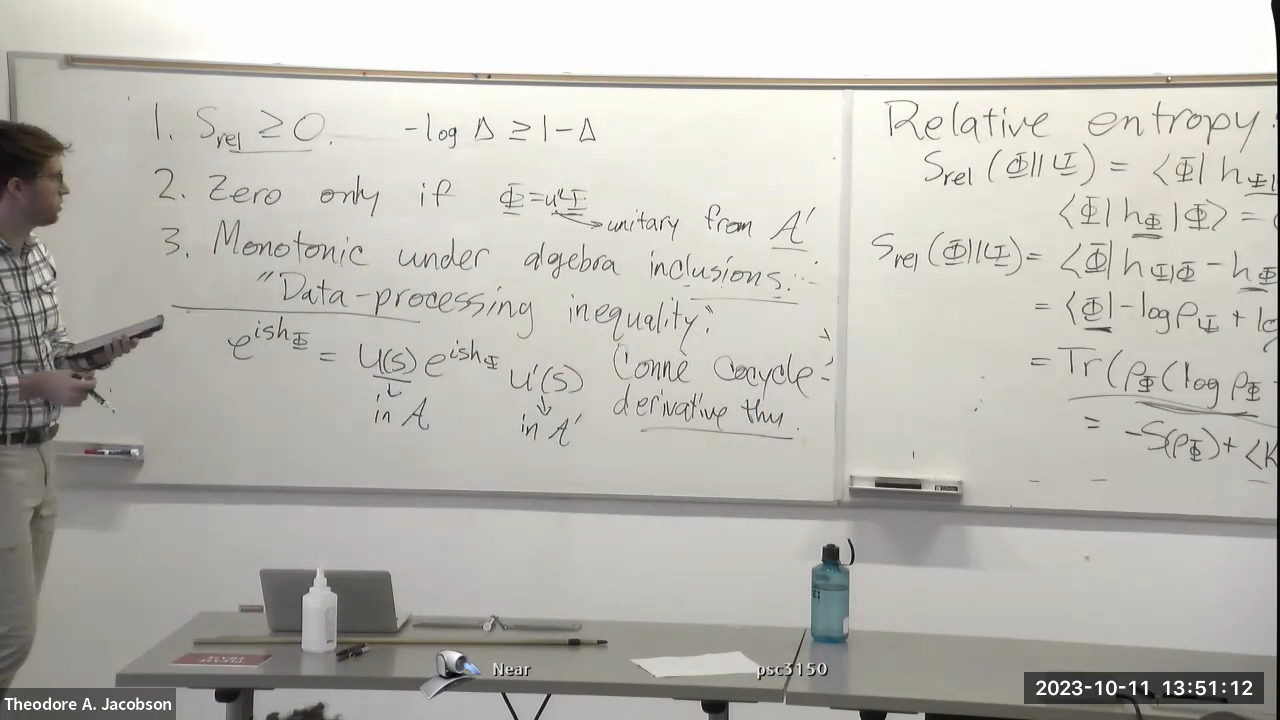 1. S_rel ≥ 0. -log Δ ≥ 1-Δ
2. Zero only if Φ=u'Ψ
→ unitary from A'
3. Monotonic under algebra inclusions.
"Data-processing inequality."
e^{ish_Φ} = U(s) e^{ish_Ψ} U'(s)
in A in A'
Conne Cocycle
derivative thm.
Relative entropy:
S_rel(Φ||Ψ) = ⟨Φ| h
⟨Φ| h_Φ |Φ⟩ =
S_rel(Φ||Ψ) = ⟨Φ| h_{Ψ|Φ} - h
= ⟨Φ| -log ρ_Ψ +
= Tr(ρ_Φ(log ρ_Φ
= -S(ρ_Φ) + ⟨K
Near
psc3150
2023-10-11 13:51:12
Theodore A. Jacobson